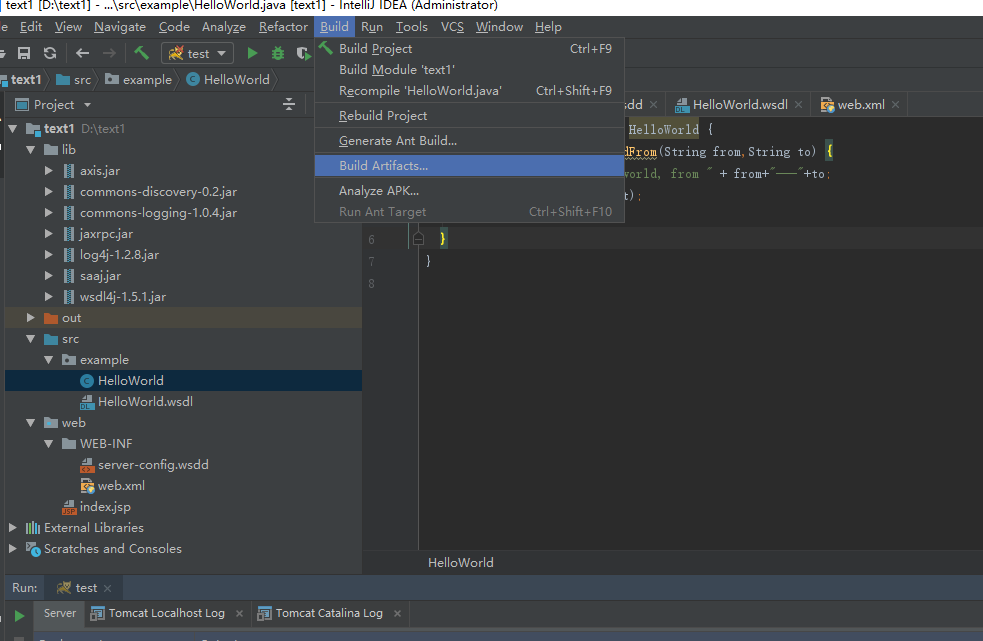 text1 [D:\text1] - ...\src\example\HelloWorld.java [text1] - IntelliJ IDEA (Administrator)
Edit View Navigate Code Analyze Refactor Build Run Tools VCS Window Help
test
text1 src example HelloWorld
Build Project Ctrl+F9
Build Module 'text1'
Recompile 'HelloWorld.java' Ctrl+Shift+F9
Rebuild Project
Generate Ant Build...
Build Artifacts...
Analyze APK...
Run Ant Target Ctrl+Shift+F10
Project
text1 D:\text1
lib
axis.jar
commons-discovery-0.2.jar
commons-logging-1.0.4.jar
jaxrpc.jar
log4j-1.2.8.jar
saaj.jar
wsdl4j-1.5.1.jar
out
src
example
HelloWorld
HelloWorld.wsdl
web
WEB-INF
server-config.wsdd
web.xml
index.jsp
External Libraries
Scratches and Consoles
HelloWorld.wsdl web.xml
HelloWorld {
From(String from,String to) {
world, from " + from+"———"+to;
t);
6 }
7 }
8
HelloWorld
Run: test
Server Tomcat Localhost Log Tomcat Catalina Log